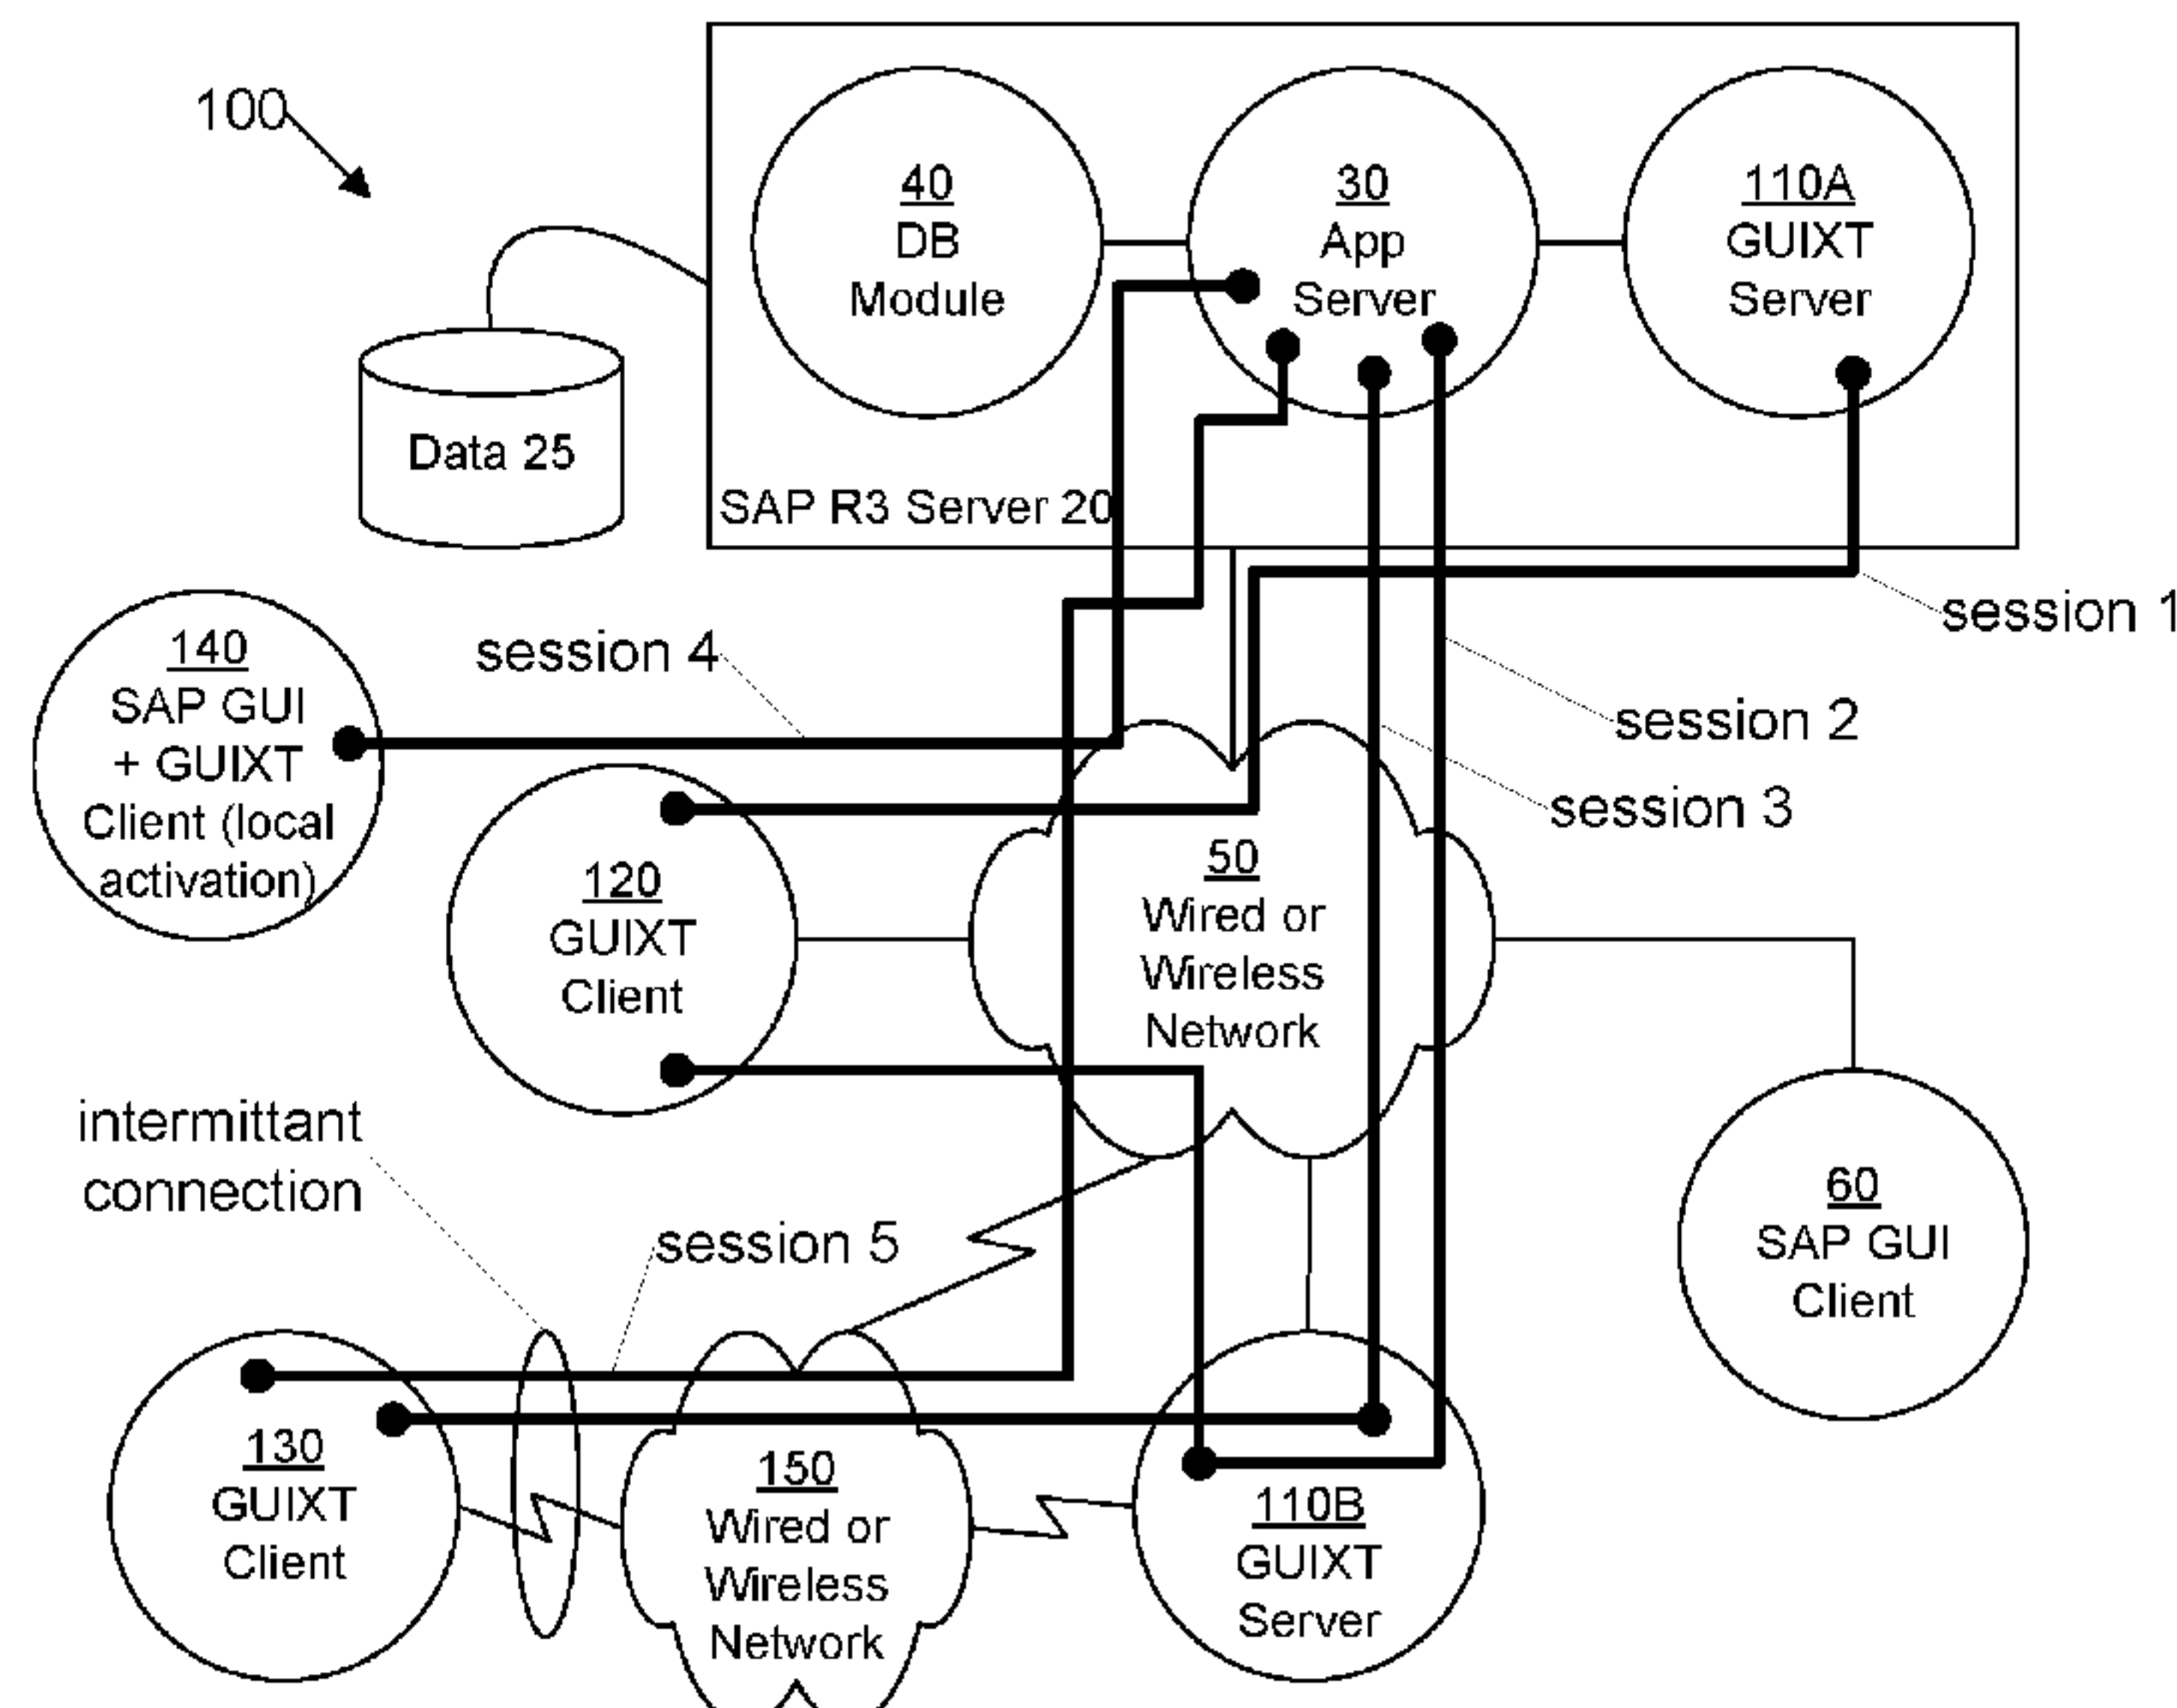 100
40
DB
Module
30
App
Server
110A
GUIXT
Server
Data 25
SAP R3 Server 20
session 1
140
SAP GUI
+ GUIXT
Client (local
activation)
session 4
session 2
session 3
120
GUIXT
Client
50
Wired or
Wireless
Network
intermittant
connection
session 5
60
SAP GUI
Client
130
GUIXT
Client
150
Wired or
Wireless
Network
110B
GUIXT
Server